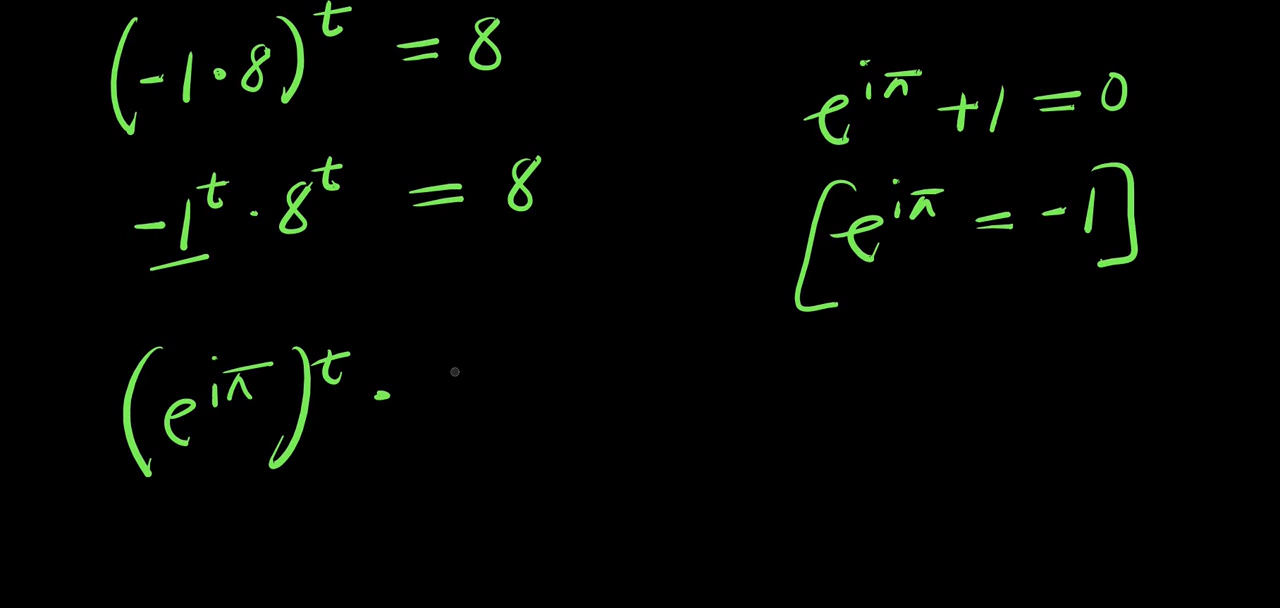 (-1·8)^t = 8
e^{iπ} + 1 = 0
-1^t · 8^t = 8
[e^{iπ} = -1]
(e^{iπ})^t ·